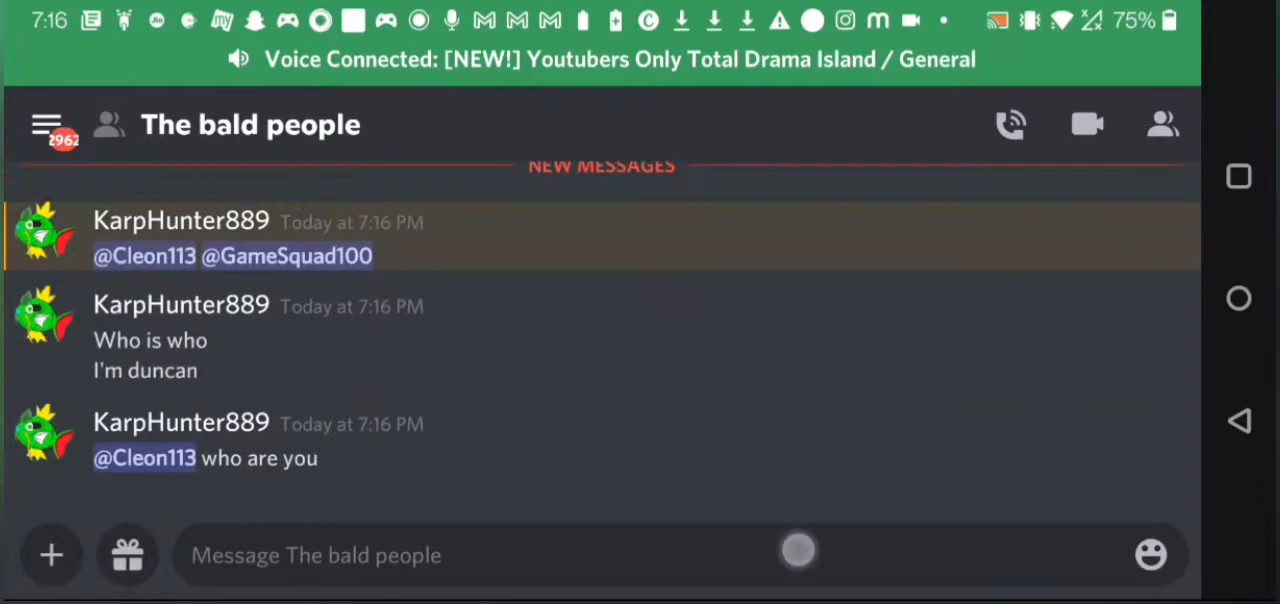 7:16 75%
Voice Connected: [NEW!] Youtubers Only Total Drama Island / General
2962 The bald people
NEW MESSAGES
KarpHunter889 Today at 7:16 PM
@Cleon113 @GameSquad100
KarpHunter889 Today at 7:16 PM
Who is who
I'm duncan
KarpHunter889 Today at 7:16 PM
@Cleon113 who are you
Message The bald people